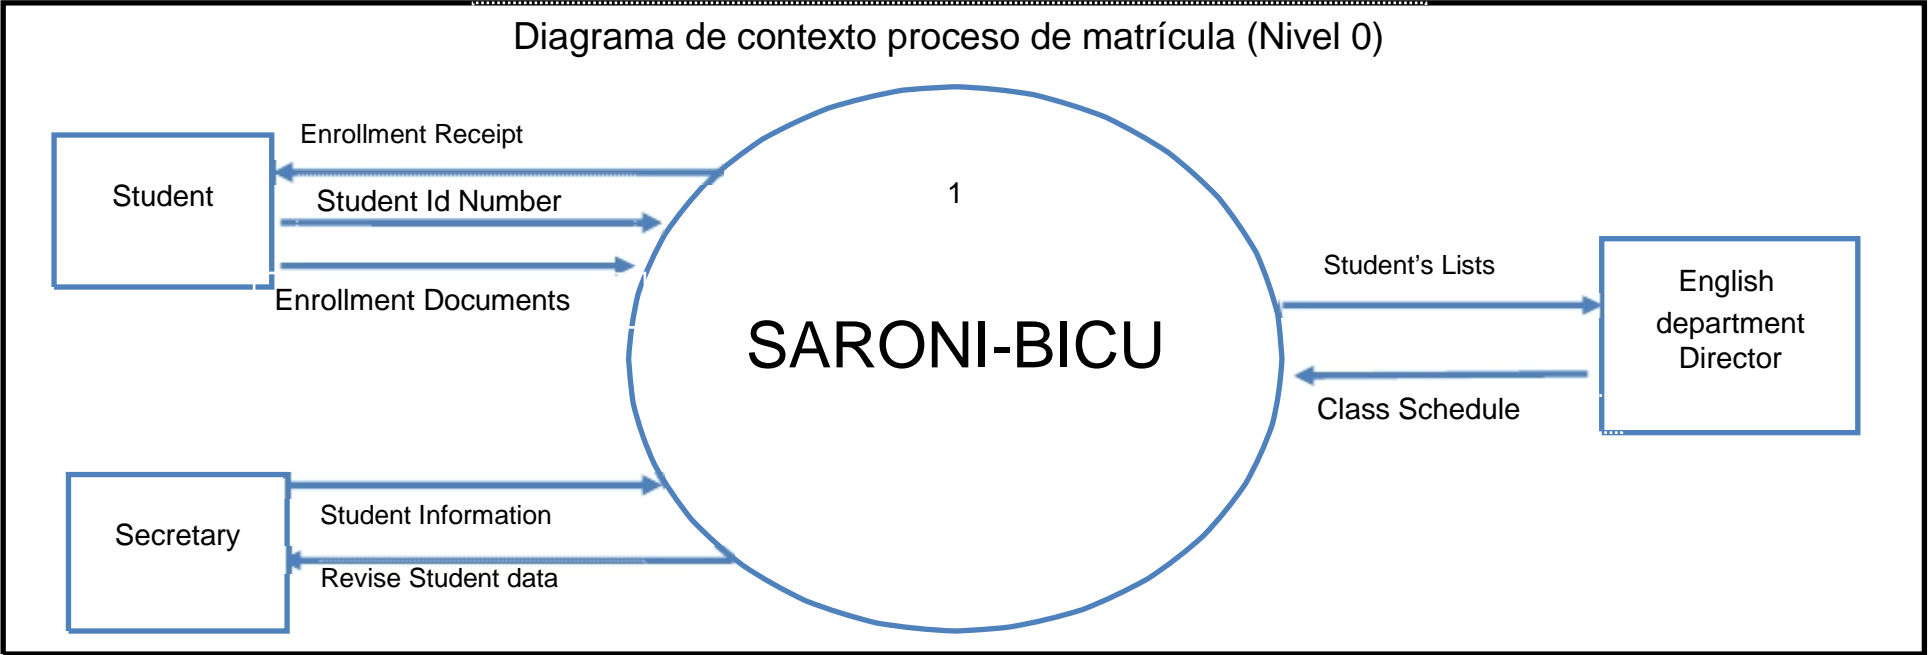 Diagrama de contexto proceso de matrícula (Nivel 0)
Enrollment Receipt
Student
Student Id Number
Enrollment Documents
1
SARONI-BICU
Student’s Lists
English
department
Director
Class Schedule
Secretary
Student Information
Revise Student data